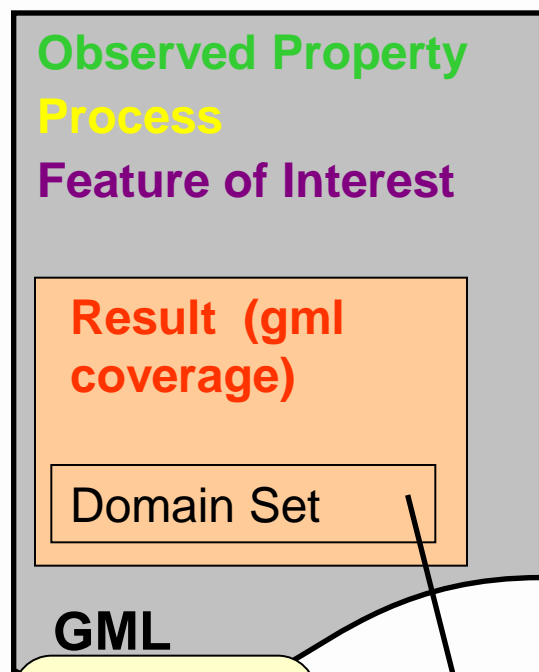 Observed Property
Process
Feature of Interest
Result  (gml
coverage)
Domain Set
GML